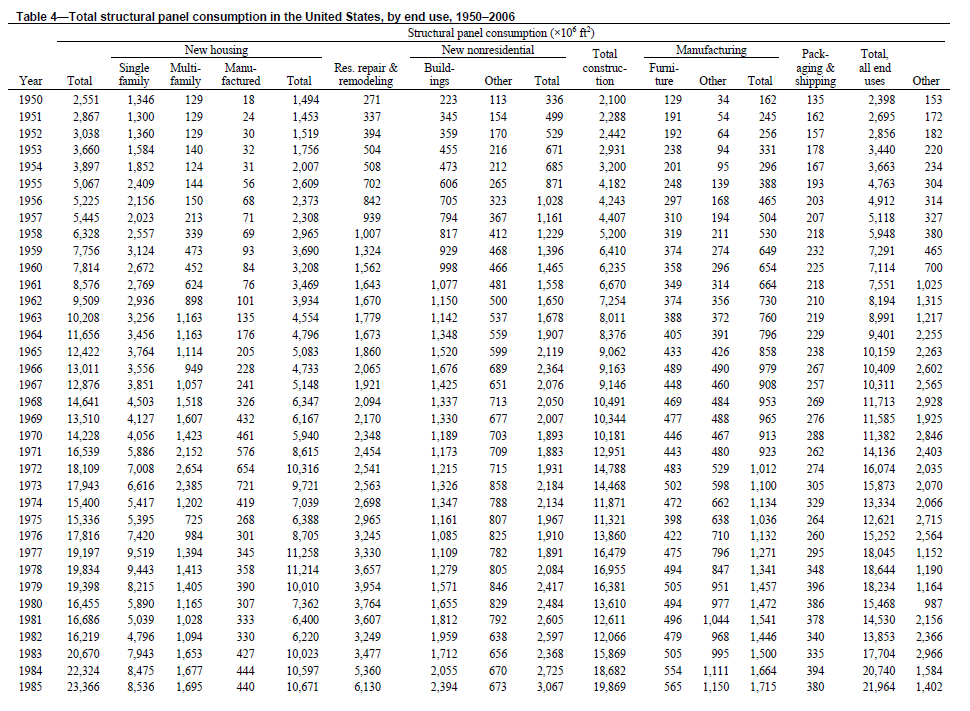 Table 4—Total structural panel consumption in the United States, by end use, 1950–2006
Structural panel consumption (×10⁶ ft²)
New housing New nonresidential Total Manufacturing Pack- Total,
Single Multi- Manu- Res. repair & Build- construc- Furni- aging & all end
Year Total family family factured Total remodeling ings Other Total tion ture Other Total shipping uses Other
1950 2,551 1,346 129 18 1,494 271 223 113 336 2,100 129 34 162 135 2,398 153
1951 2,867 1,300 129 24 1,453 337 345 154 499 2,288 191 54 245 162 2,695 172
1952 3,038 1,360 129 30 1,519 394 359 170 529 2,442 192 64 256 157 2,856 182
1953 3,660 1,584 140 32 1,756 504 455 216 671 2,931 238 94 331 178 3,440 220
1954 3,897 1,852 124 31 2,007 508 473 212 685 3,200 201 95 296 167 3,663 234
1955 5,067 2,409 144 56 2,609 702 606 265 871 4,182 248 139 388 193 4,763 304
1956 5,225 2,156 150 68 2,373 842 705 323 1,028 4,243 297 168 465 203 4,912 314
1957 5,445 2,023 213 71 2,308 939 794 367 1,161 4,407 310 194 504 207 5,118 327
1958 6,328 2,557 339 69 2,965 1,007 817 412 1,229 5,200 319 211 530 218 5,948 380
1959 7,756 3,124 473 93 3,690 1,324 929 468 1,396 6,410 374 274 649 232 7,291 465
1960 7,814 2,672 452 84 3,208 1,562 998 466 1,465 6,235 358 296 654 225 7,114 700
1961 8,576 2,769 624 76 3,469 1,643 1,077 481 1,558 6,670 349 314 664 218 7,551 1,025
1962 9,509 2,936 898 101 3,934 1,670 1,150 500 1,650 7,254 374 356 730 210 8,194 1,315
1963 10,208 3,256 1,163 135 4,554 1,779 1,142 537 1,678 8,011 388 372 760 219 8,991 1,217
1964 11,656 3,456 1,163 176 4,796 1,673 1,348 559 1,907 8,376 405 391 796 229 9,401 2,255
1965 12,422 3,764 1,114 205 5,083 1,860 1,520 599 2,119 9,062 433 426 858 238 10,159 2,263
1966 13,011 3,556 949 228 4,733 2,065 1,676 689 2,364 9,163 489 490 979 267 10,409 2,602
1967 12,876 3,851 1,057 241 5,148 1,921 1,425 651 2,076 9,146 448 460 908 257 10,311 2,565
1968 14,641 4,503 1,518 326 6,347 2,094 1,337 713 2,050 10,491 469 484 953 269 11,713 2,928
1969 13,510 4,127 1,607 432 6,167 2,170 1,330 677 2,007 10,344 477 488 965 276 11,585 1,925
1970 14,228 4,056 1,423 461 5,940 2,348 1,189 703 1,893 10,181 446 467 913 288 11,382 2,846
1971 16,539 5,886 2,152 576 8,615 2,454 1,173 709 1,883 12,951 443 480 923 262 14,136 2,403
1972 18,109 7,008 2,654 654 10,316 2,541 1,215 715 1,931 14,788 483 529 1,012 274 16,074 2,035
1973 17,943 6,616 2,385 721 9,721 2,563 1,326 858 2,184 14,468 502 598 1,100 305 15,873 2,070
1974 15,400 5,417 1,202 419 7,039 2,698 1,347 788 2,134 11,871 472 662 1,134 329 13,334 2,066
1975 15,336 5,395 725 268 6,388 2,965 1,161 807 1,967 11,321 398 638 1,036 264 12,621 2,715
1976 17,816 7,420 984 301 8,705 3,245 1,085 825 1,910 13,860 422 710 1,132 260 15,252 2,564
1977 19,197 9,519 1,394 345 11,258 3,330 1,109 782 1,891 16,479 475 796 1,271 295 18,045 1,152
1978 19,834 9,443 1,413 358 11,214 3,657 1,279 805 2,084 16,955 494 847 1,341 348 18,644 1,190
1979 19,398 8,215 1,405 390 10,010 3,954 1,571 846 2,417 16,381 505 951 1,457 396 18,234 1,164
1980 16,455 5,890 1,165 307 7,362 3,764 1,655 829 2,484 13,610 494 977 1,472 386 15,468 987
1981 16,686 5,039 1,028 333 6,400 3,607 1,812 792 2,605 12,611 496 1,044 1,541 378 14,530 2,156
1982 16,219 4,796 1,094 330 6,220 3,249 1,959 638 2,597 12,066 479 968 1,446 340 13,853 2,366
1983 20,670 7,943 1,653 427 10,023 3,477 1,712 656 2,368 15,869 505 995 1,500 335 17,704 2,966
1984 22,324 8,475 1,677 444 10,597 5,360 2,055 670 2,725 18,682 554 1,111 1,664 394 20,740 1,584
1985 23,366 8,536 1,695 440 10,671 6,130 2,394 673 3,067 19,869 565 1,150 1,715 380 21,964 1,402